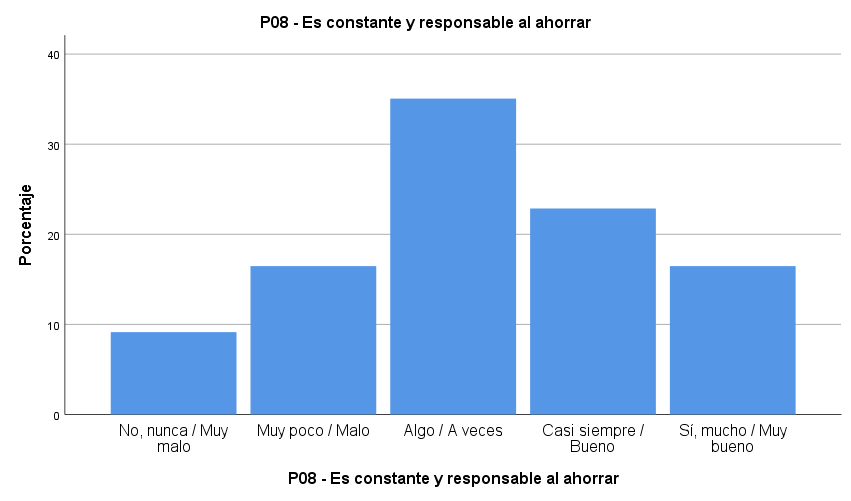 P08 - Es constante y responsable al ahorrar
40
30
20
10
0
Porcentaje
No, nunca / Muy
malo
Muy poco / Malo
Algo / A veces
Casi siempre /
Bueno
Sí, mucho / Muy
bueno
P08 - Es constante y responsable al ahorrar